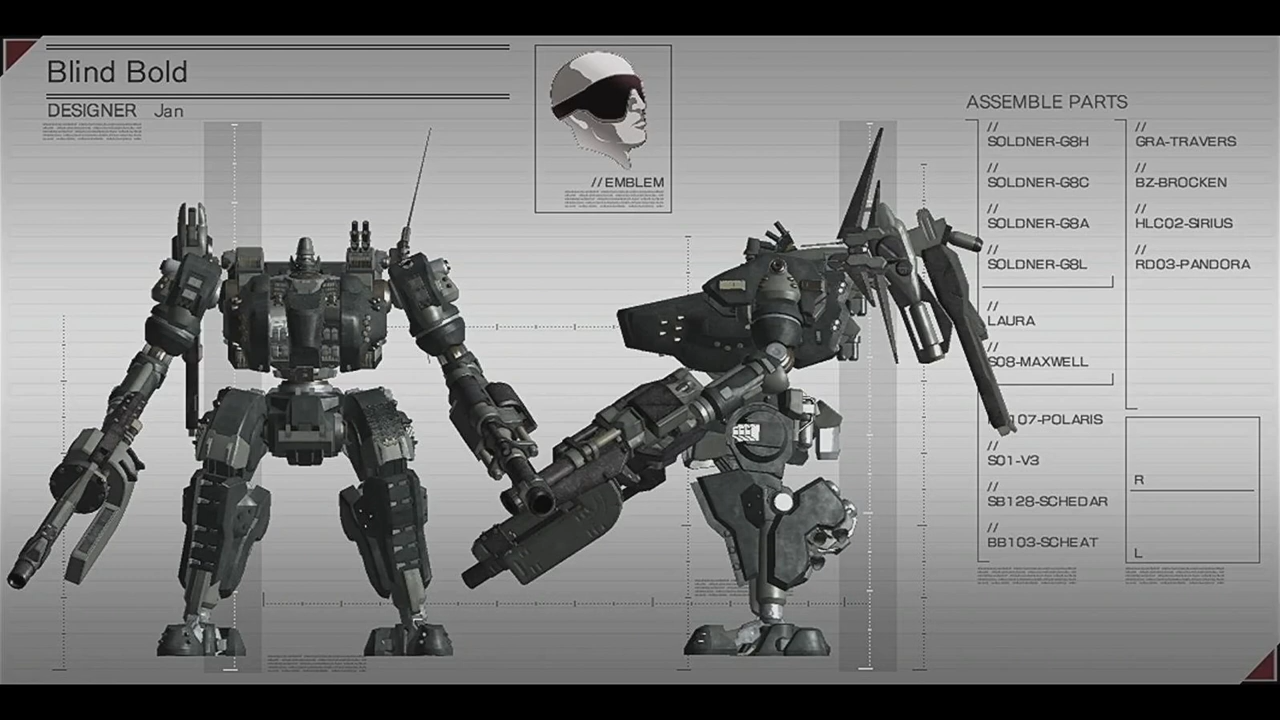 Blind Bold
DESIGNER Jan
// EMBLEM
ASSEMBLE PARTS
//
SOLDNER-G8H
//
SOLDNER-G8C
//
SOLDNER-G8A
//
SOLDNER-G8L
//
LAURA
//
S08-MAXWELL
107-POLARIS
//
S01-V3
//
SB128-SCHEDAR
//
BB103-SCHEAT
//
GRA-TRAVERS
//
BZ-BROCKEN
//
HLC02-SIRIUS
//
RD03-PANDORA
R
L